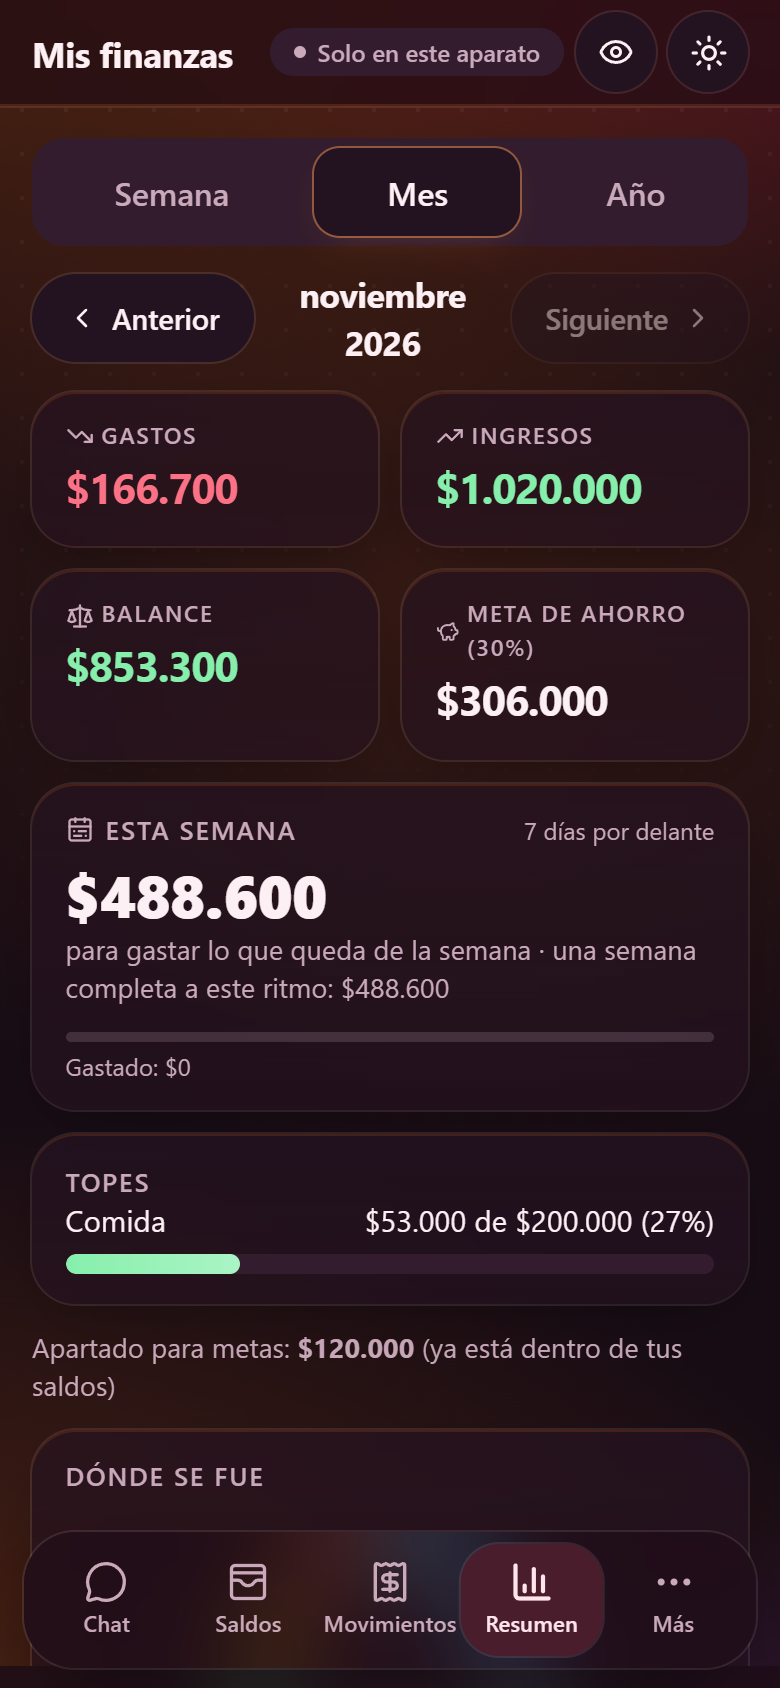 Mis finanzas
Solo en este aparato
Semana
Mes
Año
Anterior
noviembre
2026
Siguiente
GASTOS
$166.700
INGRESOS
$1.020.000
BALANCE
$853.300
META DE AHORRO
(30%)
$306.000
ESTA SEMANA
7 días por delante
$488.600
para gastar lo que queda de la semana · una semana
completa a este ritmo: $488.600
Gastado: $0
TOPES
Comida
$53.000 de $200.000 (27%)
Apartado para metas: $120.000 (ya está dentro de tus
saldos)
DÓNDE SE FUE
Chat
Saldos
Movimientos
Resumen
Más